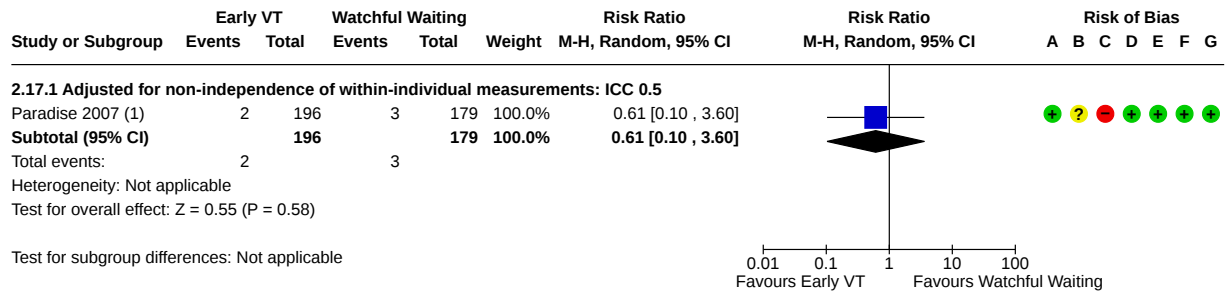 Early VT Watchful Waiting Risk Ratio Risk Ratio Risk of Bias
Study or Subgroup Events Total Events Total Weight M-H, Random, 95% CI M-H, Random, 95% CI A B C D E F G
2.17.1 Adjusted for non-independence of within-individual measurements: ICC 0.5
Paradise 2007 (1) 2 196 3 179 100.0% 0.61 [0.10 , 3.60] + ? − + + + +
Subtotal (95% CI) 196 179 100.0% 0.61 [0.10 , 3.60]
Total events: 2 3
Heterogeneity: Not applicable
Test for overall effect: Z = 0.55 (P = 0.58)
Test for subgroup differences: Not applicable
0.01 0.1 1 10 100
Favours Early VT Favours Watchful Waiting